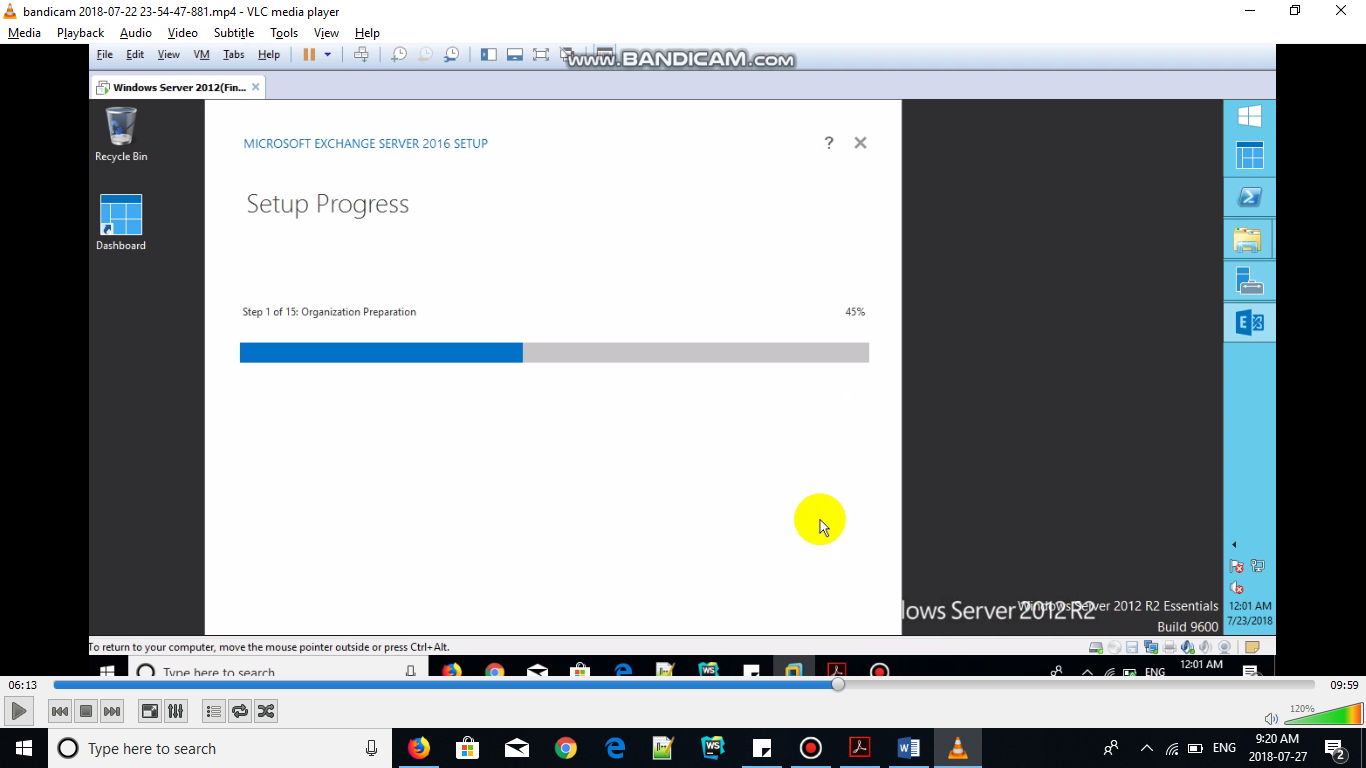 bandicam 2018-07-22 23-54-47-881.mp4 - VLC media player
Media Playback Audio Video Subtitle Tools View Help
File Edit View VM Tabs Help
www.BANDICAM.com
Windows Server 2012(Fin...
Recycle Bin
Dashboard
MICROSOFT EXCHANGE SERVER 2016 SETUP
?
Setup Progress
Step 1 of 15: Organization Preparation 45%
Windows Server 2012 R2 Essentials
lows Server 2012 R2
Build 9600
12:01 AM
7/23/2018
To return to your computer, move the mouse pointer outside or press Ctrl+Alt.
Type here to search
ENG
12:01 AM
06:13
09:59
120%
Type here to search
WS
ENG
9:20 AM
2018-07-27
2